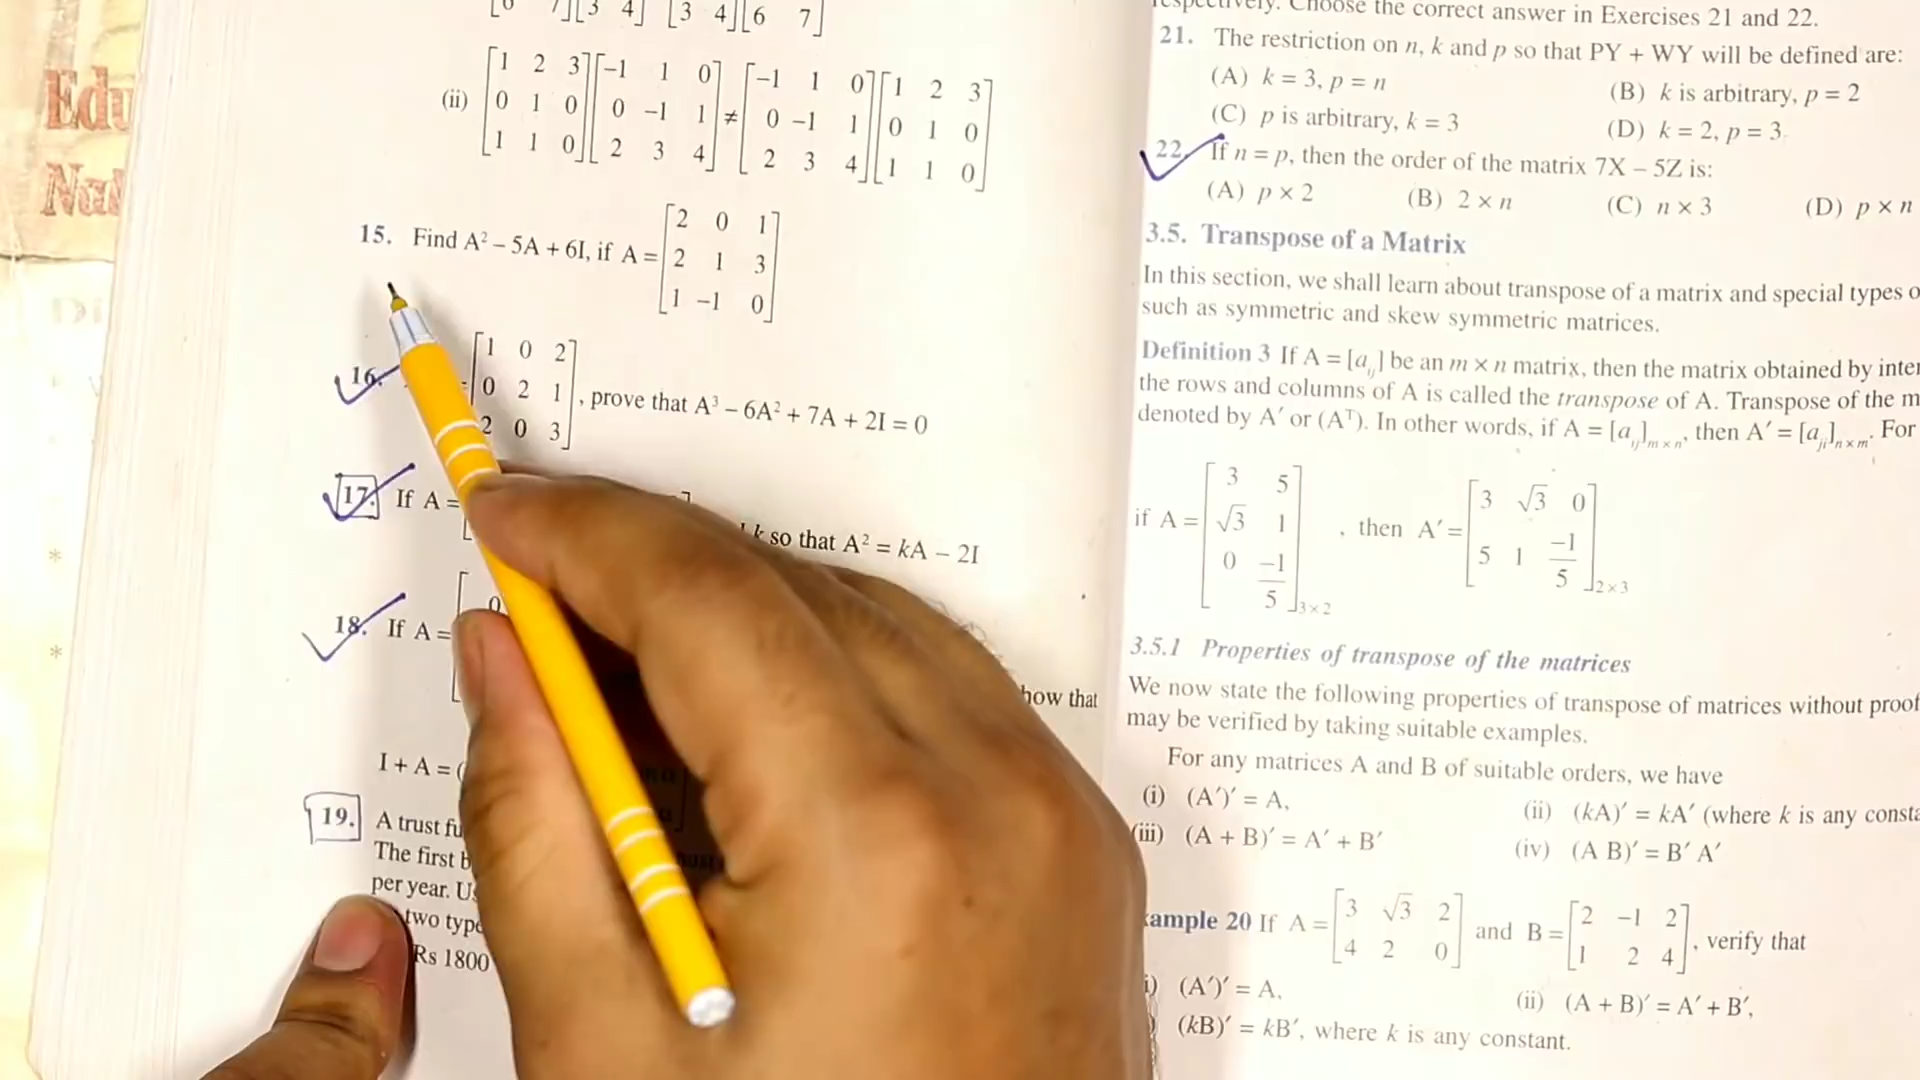 Edu
Nu
[6 7][3 4] [3 4][6 7]
(ii) [1 2 3; 0 1 0; 1 1 0][–1 1 0; 0 –1 1; 2 3 4] ≠ [–1 1 0; 0 –1 1; 2 3 4][1 2 3; 0 1 0; 1 1 0]
15. Find A² – 5A + 6I, if A = [2 0 1; 2 1 3; 1 –1 0]
16. = [1 0 2; 0 2 1; 2 0 3], prove that A³ – 6A² + 7A + 2I = 0
17. If A = k so that A² = kA – 2I
18. If A = 0
how that
I + A = (
19. A trust fu
The first b
per year. U
two type
Rs 1800
Choose the correct answer in Exercises 21 and 22.
21. The restriction on n, k and p so that PY + WY will be defined are:
(A) k = 3, p = n (B) k is arbitrary, p = 2
(C) p is arbitrary, k = 3 (D) k = 2, p = 3
22. If n = p, then the order of the matrix 7X – 5Z is:
(A) p × 2 (B) 2 × n (C) n × 3 (D) p × n
3.5. Transpose of a Matrix
In this section, we shall learn about transpose of a matrix and special types o
such as symmetric and skew symmetric matrices.
Definition 3 If A = [aᵢⱼ] be an m × n matrix, then the matrix obtained by inter
the rows and columns of A is called the transpose of A. Transpose of the m
denoted by A′ or (Aᵀ). In other words, if A = [aᵢⱼ]ₘ × ₙ, then A′ = [aⱼᵢ]ₙ × ₘ. For
if A = [3 5; √3 1; 0 –1/5]3 × 2, then A′ = [3 √3 0; 5 1 –1/5]2 × 3
3.5.1 Properties of transpose of the matrices
We now state the following properties of transpose of matrices without proof
may be verified by taking suitable examples.
For any matrices A and B of suitable orders, we have
(i) (A′)′ = A, (ii) (kA)′ = kA′ (where k is any consta
(iii) (A + B)′ = A′ + B′ (iv) (A B)′ = B′ A′
ample 20 If A = [3 √3 2; 4 2 0] and B = [2 –1 2; 1 2 4], verify that
i) (A′)′ = A, (ii) (A + B)′ = A′ + B′,
) (kB)′ = kB′, where k is any constant.